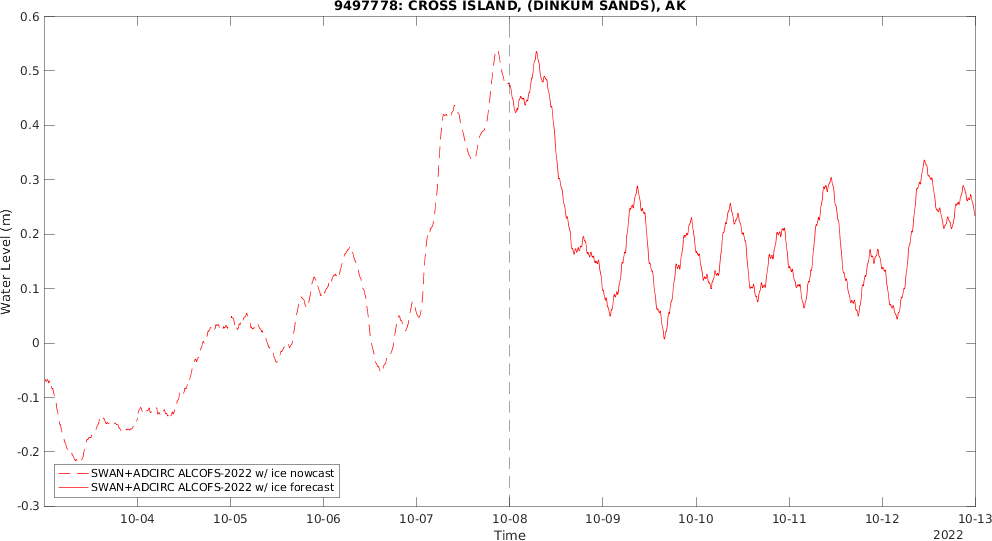 9497778: CROSS ISLAND, (DINKUM SANDS), AK
0.6
0.5
0.4
0.3
0.2
0.1
0
-0.1
-0.2
-0.3
Water Level (m)
SWAN+ADCIRC ALCOFS-2022 w/ ice nowcast
SWAN+ADCIRC ALCOFS-2022 w/ ice forecast
10-04 10-05 10-06 10-07 10-08 10-09 10-10 10-11 10-12 10-13
Time
2022